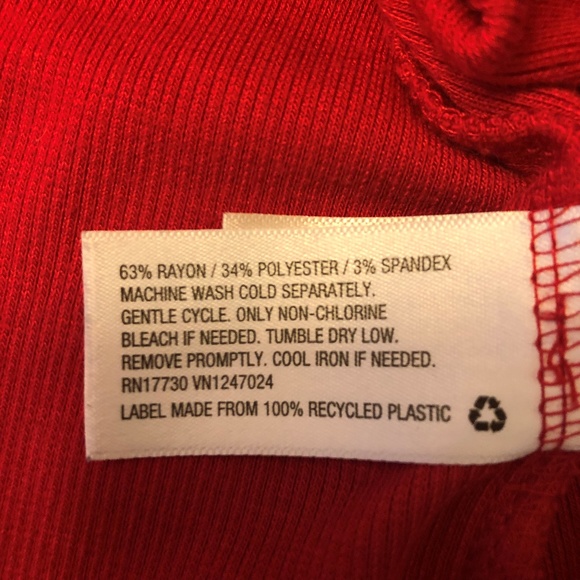 63% RAYON / 34% POLYESTER / 3% SPANDEX
MACHINE WASH COLD SEPARATELY.
GENTLE CYCLE. ONLY NON-CHLORINE
BLEACH IF NEEDED. TUMBLE DRY LOW.
REMOVE PROMPTLY. COOL IRON IF NEEDED.
RN17730 VN1247024
LABEL MADE FROM 100% RECYCLED PLASTIC